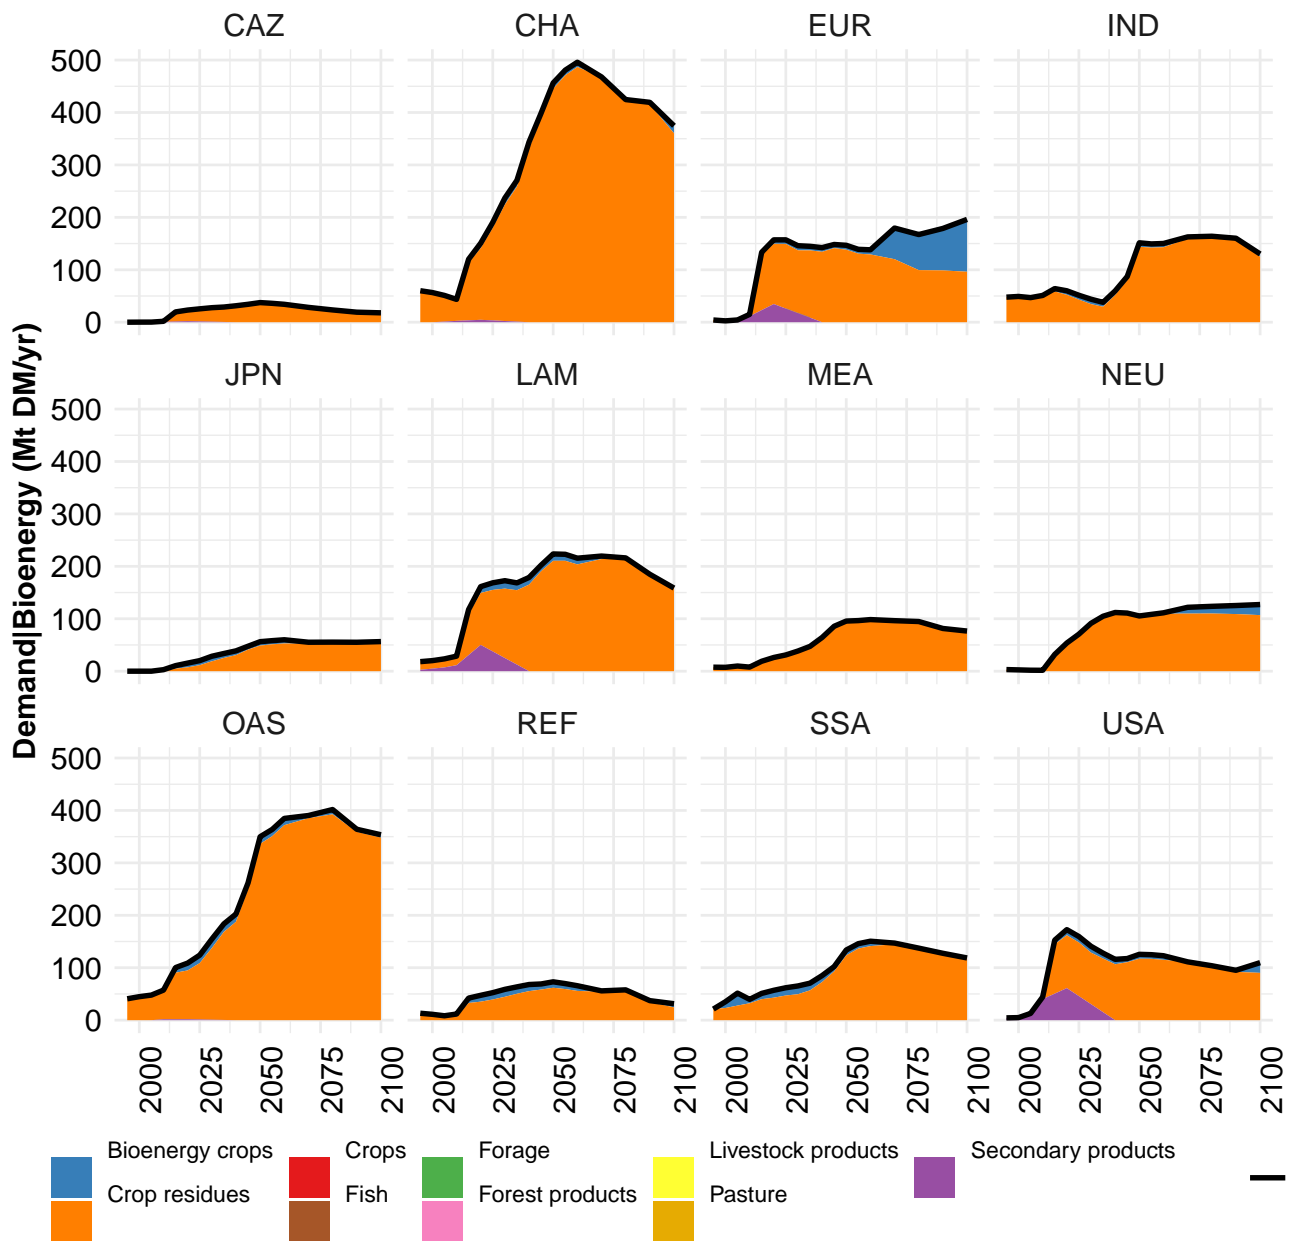 CAZ CHA EUR IND
500
400
300
200
100
0
JPN LAM MEA NEU
500
400
300
200
100
0
OAS REF SSA USA
500
400
300
200
100
0
Demand|Bioenergy (Mt DM/yr)
2000 2025 2050 2075 2100 2000 2025 2050 2075 2100 2000 2025 2050 2075 2100 2000 2025 2050 2075 2100
Bioenergy crops Crops Forage Livestock products Secondary products
Crop residues Fish Forest products Pasture